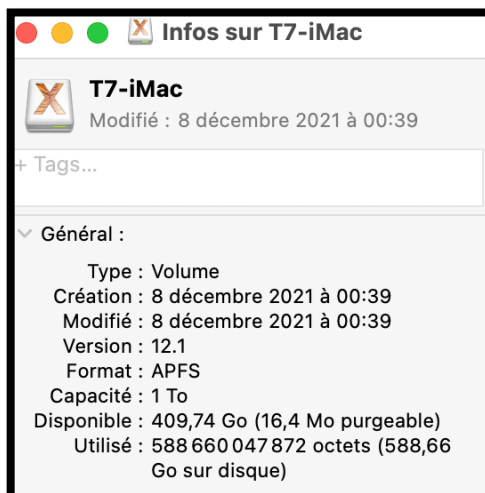 Infos sur T7-iMac
T7-iMac
Modifié : 8 décembre 2021 à 00:39
+ Tags...
Général :
Type : Volume
Création : 8 décembre 2021 à 00:39
Modifié : 8 décembre 2021 à 00:39
Version : 12.1
Format : APFS
Capacité : 1 To
Disponible : 409,74 Go (16,4 Mo purgeable)
Utilisé : 588 660 047 872 octets (588,66
Go sur disque)